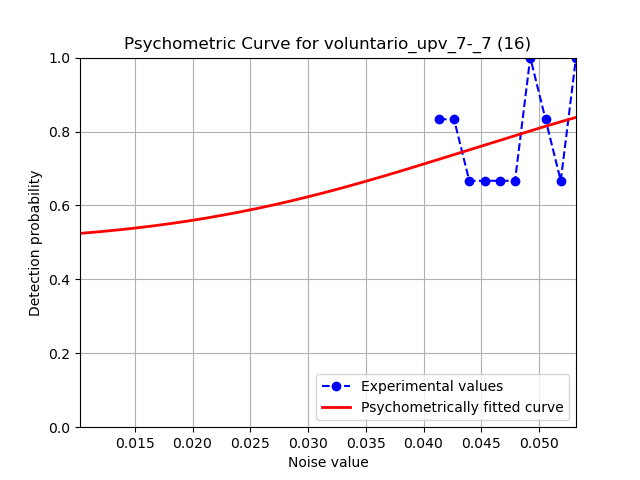 Psychometric Curve for voluntario_upv_7-_7 (16)
1.0
0.8
0.6
0.4
0.2
0.0
Detection probability
0.015 0.020 0.025 0.030 0.035 0.040 0.045 0.050
Noise value
Experimental values
Psychometrically fitted curve